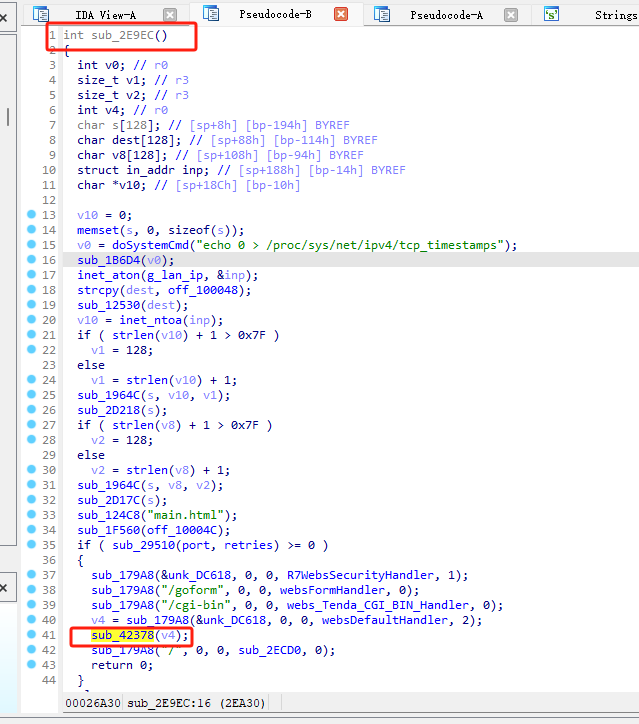 IDA View-A
Pseudocode-B
Pseudocode-A
Strings
1 int sub_2E9EC()
2 {
3 int v0; // r0
4 size_t v1; // r3
5 size_t v2; // r3
6 int v4; // r0
7 char s[128]; // [sp+8h] [bp-194h] BYREF
8 char dest[128]; // [sp+88h] [bp-114h] BYREF
9 char v8[128]; // [sp+108h] [bp-94h] BYREF
10 struct in_addr inp; // [sp+188h] [bp-14h] BYREF
11 char *v10; // [sp+18Ch] [bp-10h]
12
13 v10 = 0;
14 memset(s, 0, sizeof(s));
15 v0 = doSystemCmd("echo 0 > /proc/sys/net/ipv4/tcp_timestamps");
16 sub_1B6D4(v0);
17 inet_aton(g_lan_ip, &inp);
18 strcpy(dest, off_100048);
19 sub_12530(dest);
20 v10 = inet_ntoa(inp);
21 if ( strlen(v10) + 1 > 0x7F )
22 v1 = 128;
23 else
24 v1 = strlen(v10) + 1;
25 sub_1964C(s, v10, v1);
26 sub_2D218(s);
27 if ( strlen(v8) + 1 > 0x7F )
28 v2 = 128;
29 else
30 v2 = strlen(v8) + 1;
31 sub_1964C(s, v8, v2);
32 sub_2D17C(s);
33 sub_124C8("main.html");
34 sub_1F560(off_10004C);
35 if ( sub_29510(port, retries) >= 0 )
36 {
37 sub_179A8(&unk_DC618, 0, 0, R7WebsSecurityHandler, 1);
38 sub_179A8("/goform", 0, 0, websFormHandler, 0);
39 sub_179A8("/cgi-bin", 0, 0, webs_Tenda_CGI_BIN_Handler, 0);
40 v4 = sub_179A8(&unk_DC618, 0, 0, websDefaultHandler, 2);
41 sub_42378(v4);
42 sub_179A8("/", 0, 0, sub_2ECD0, 0);
43 return 0;
44 }
00026A30 sub_2E9EC:16 (2EA30)